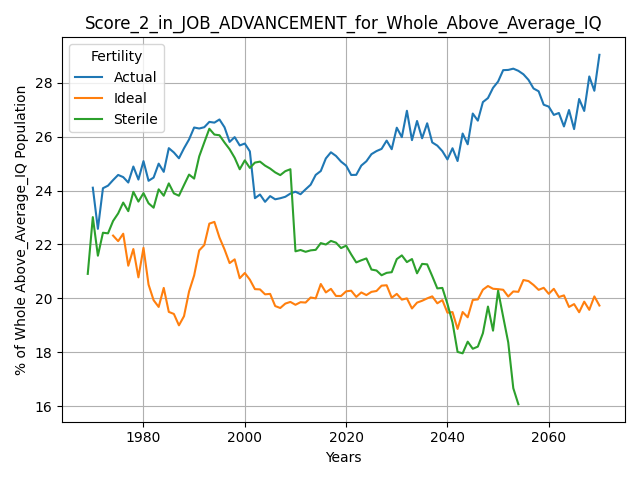 Score_2_in_JOB_ADVANCEMENT_for_Whole_Above_Average_IQ
Fertility
Actual
Ideal
Sterile
% of Whole Above_Average_IQ Population
28
26
24
22
20
18
16
1980
2000
2020
2040
2060
Years